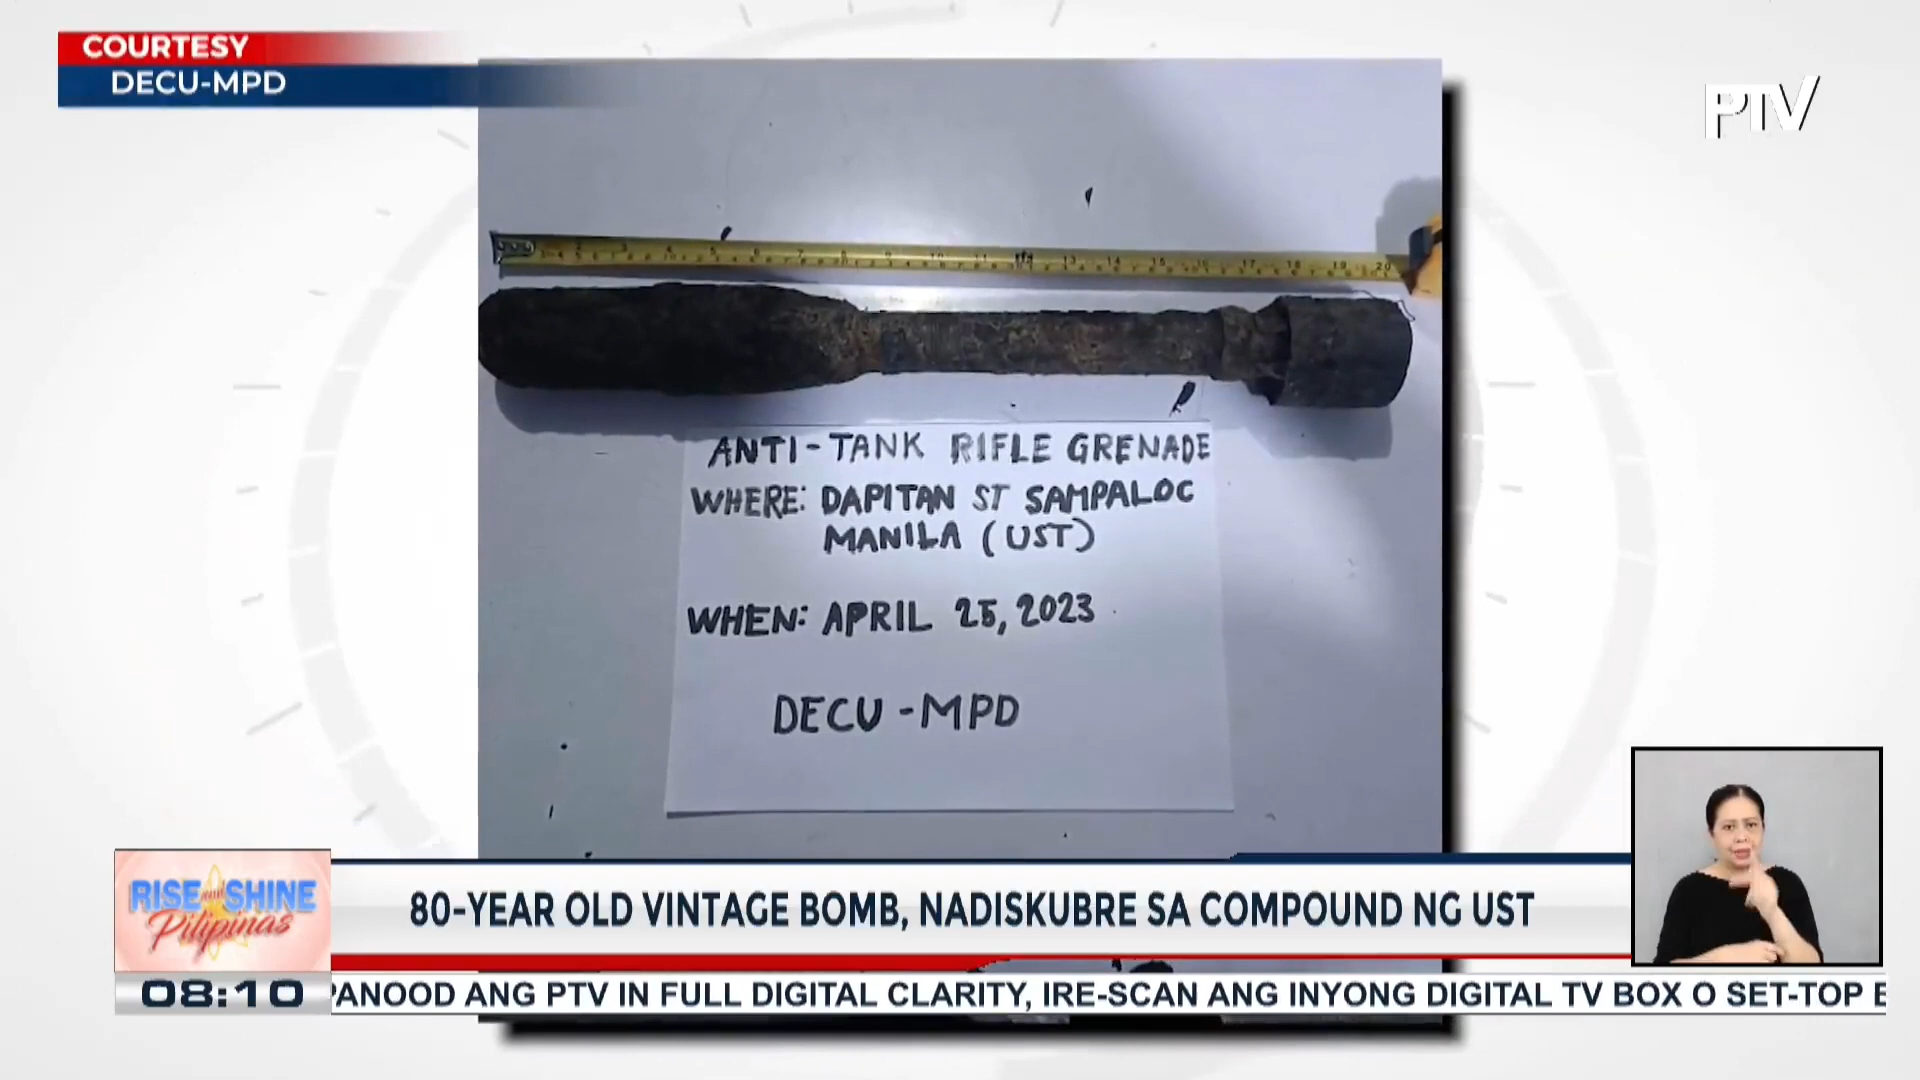 COURTESY
DECU-MPD
PTV
ANTI-TANK RIFLE GRENADE
WHERE: DAPITAN ST SAMPALOC
MANILA (UST)
WHEN: APRIL 25, 2023
DECU-MPD
RISE and SHINE
Pilipinas
80-YEAR OLD VINTAGE BOMB, NADISKUBRE SA COMPOUND NG UST
08:10
PANOOD ANG PTV IN FULL DIGITAL CLARITY, IRE-SCAN ANG INYONG DIGITAL TV BOX O SET-TOP